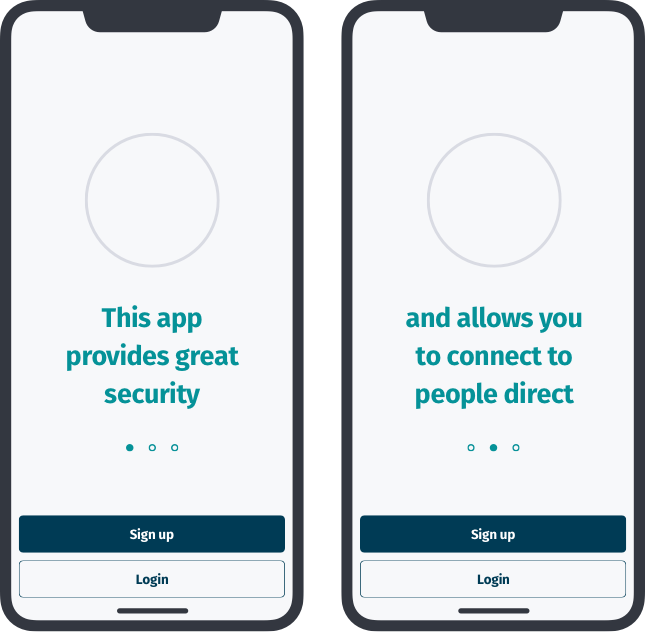 This app
provides great
security
Sign up
Login
and allows you
to connect to
people direct
Sign up
Login